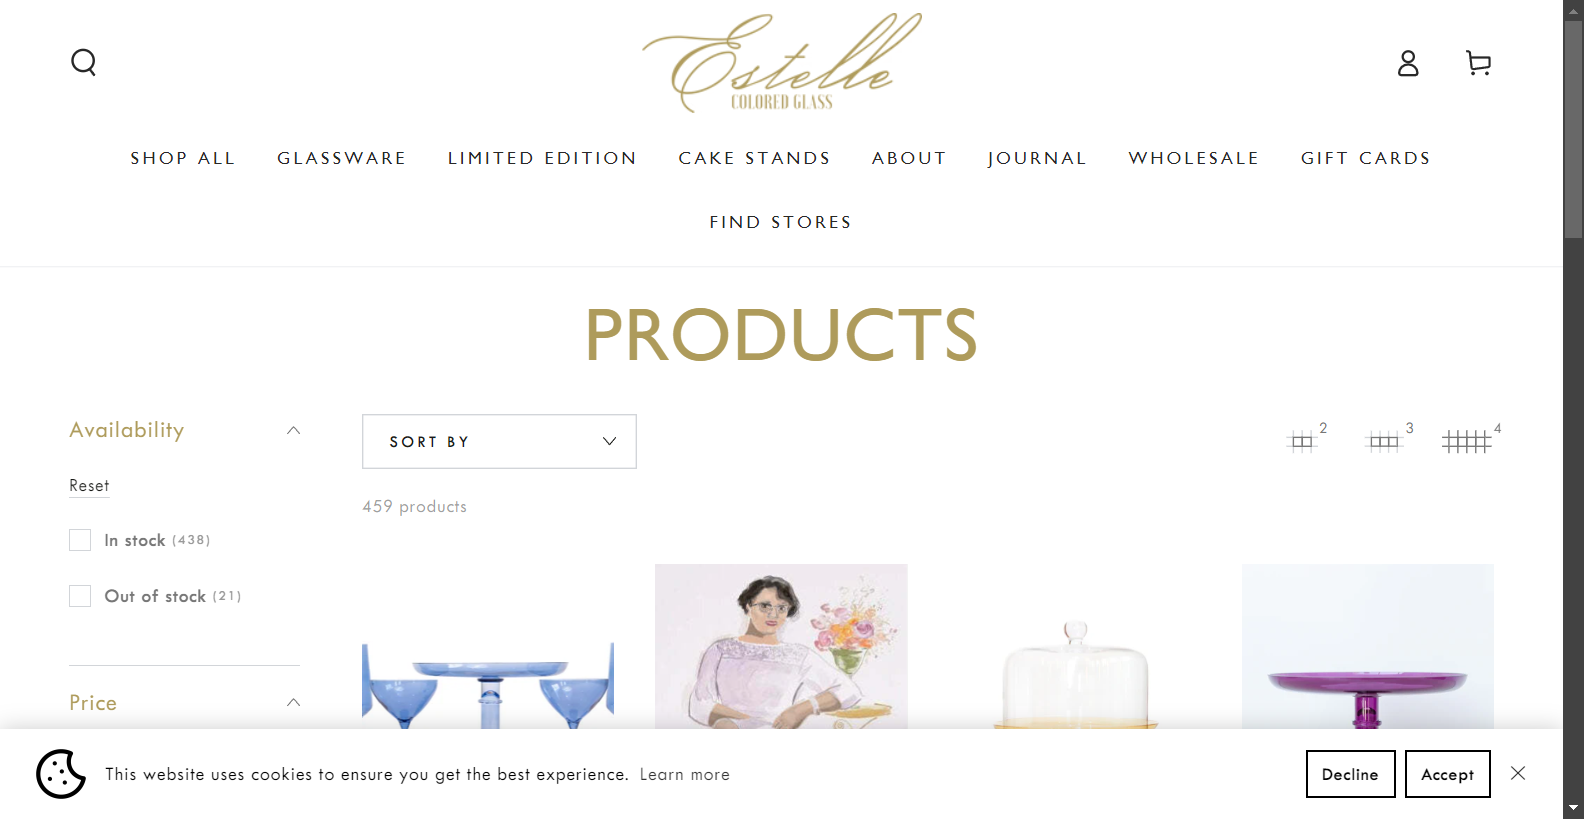 Estelle
COLORED GLASS
SHOP ALL GLASSWARE LIMITED EDITION CAKE STANDS ABOUT JOURNAL WHOLESALE GIFT CARDS
FIND STORES
PRODUCTS
Availability
Reset
In stock (438)
Out of stock (21)
Price
SORT BY
2 3 4
459 products
This website uses cookies to ensure you get the best experience. Learn more
Decline Accept